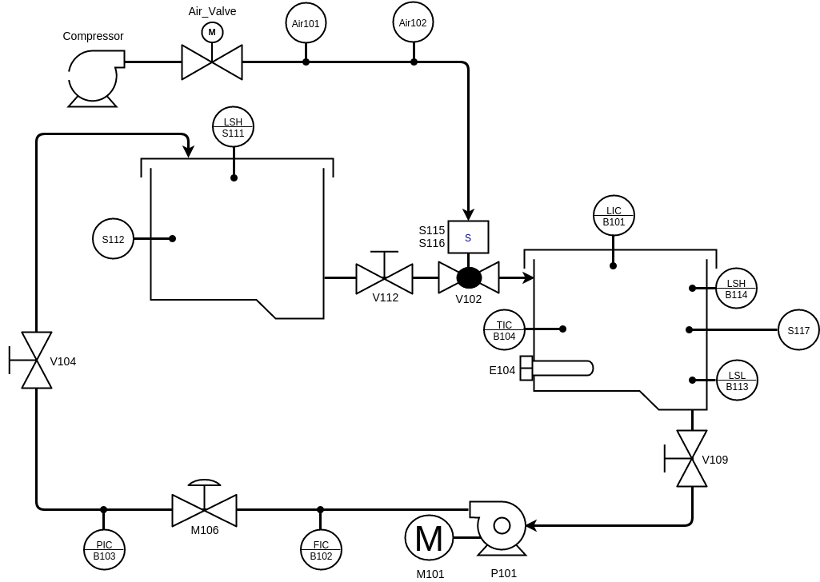 Air_Valve
Compressor
M
Air101
Air102
LSH
S111
LIC
B101
S112
S115
S116
S
LSH
B114
V112
V102
TIC
B104
S117
V104
E104
LSL
B113
V109
M106
PIC
B103
FIC
B102
M
M101
P101